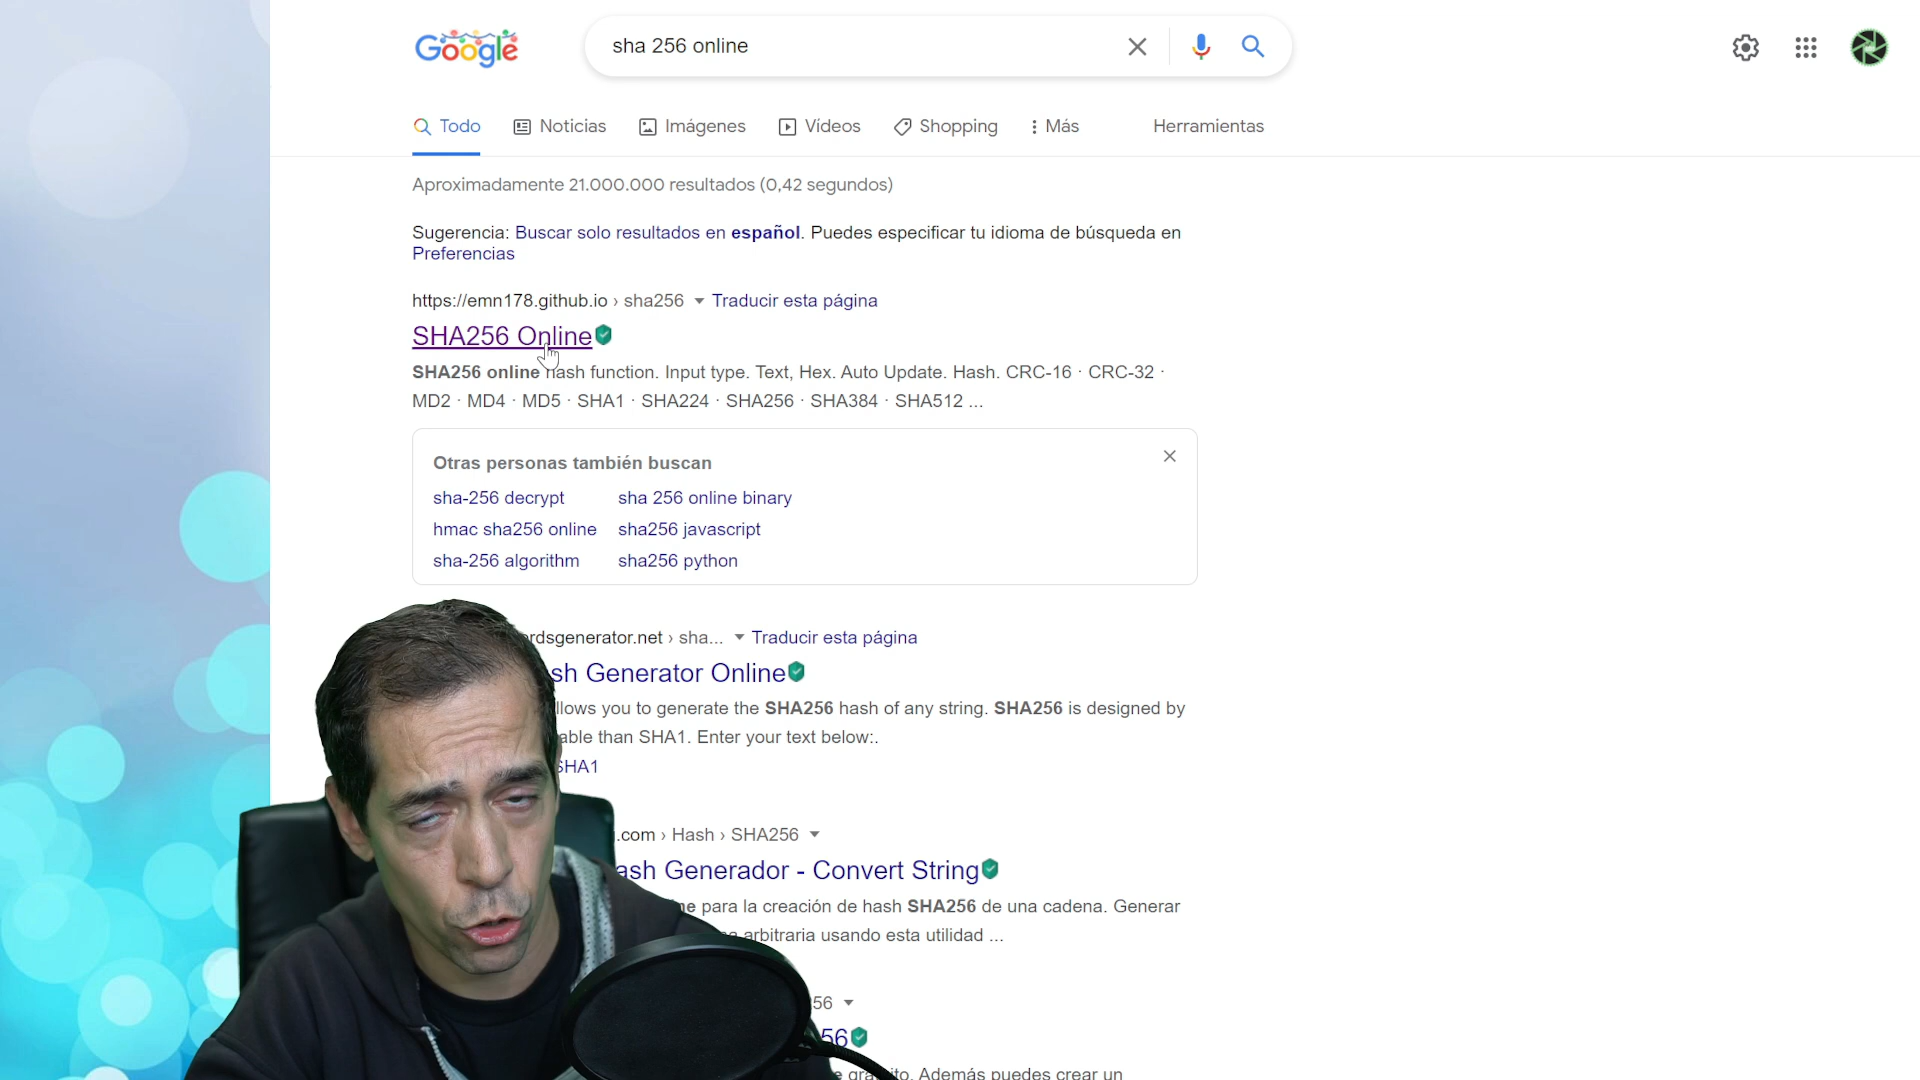 Google
sha 256 online
Todo
Noticias
Imágenes
Vídeos
Shopping
Más
Herramientas
Aproximadamente 21.000.000 resultados (0,42 segundos)
Sugerencia: Buscar solo resultados en español. Puedes especificar tu idioma de búsqueda en
Preferencias
https://emn178.github.io › sha256 Traducir esta página
SHA256 Online
SHA256 online hash function. Input type. Text, Hex. Auto Update. Hash. CRC-16 · CRC-32 ·
MD2 · MD4 · MD5 · SHA1 · SHA224 · SHA256 · SHA384 · SHA512 ...
Otras personas también buscan
sha-256 decrypt sha 256 online binary
hmac sha256 online sha256 javascript
sha-256 algorithm sha256 python
rdsgenerator.net › sha... Traducir esta página
sh Generator Online
llows you to generate the SHA256 hash of any string. SHA256 is designed by
able than SHA1. Enter your text below:.
SHA1
.com › Hash › SHA256
ash Generador - Convert String
ne para la creación de hash SHA256 de una cadena. Generar
arbitraria usando esta utilidad ...
56
56
Además puedes crear un